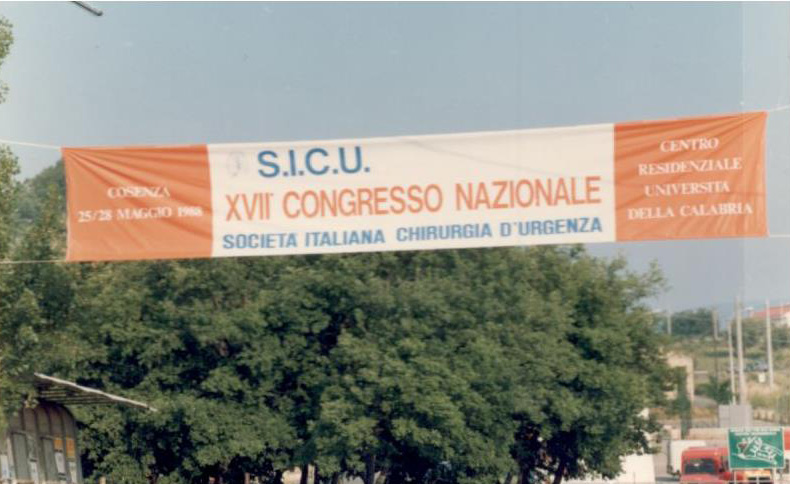 COSENZA
25/28 MAGGIO 1988
S.I.C.U.
XVII° CONGRESSO NAZIONALE
SOCIETA ITALIANA CHIRURGIA D'URGENZA
CENTRO
RESIDENZIALE
UNIVERSITA
DELLA CALABRIA